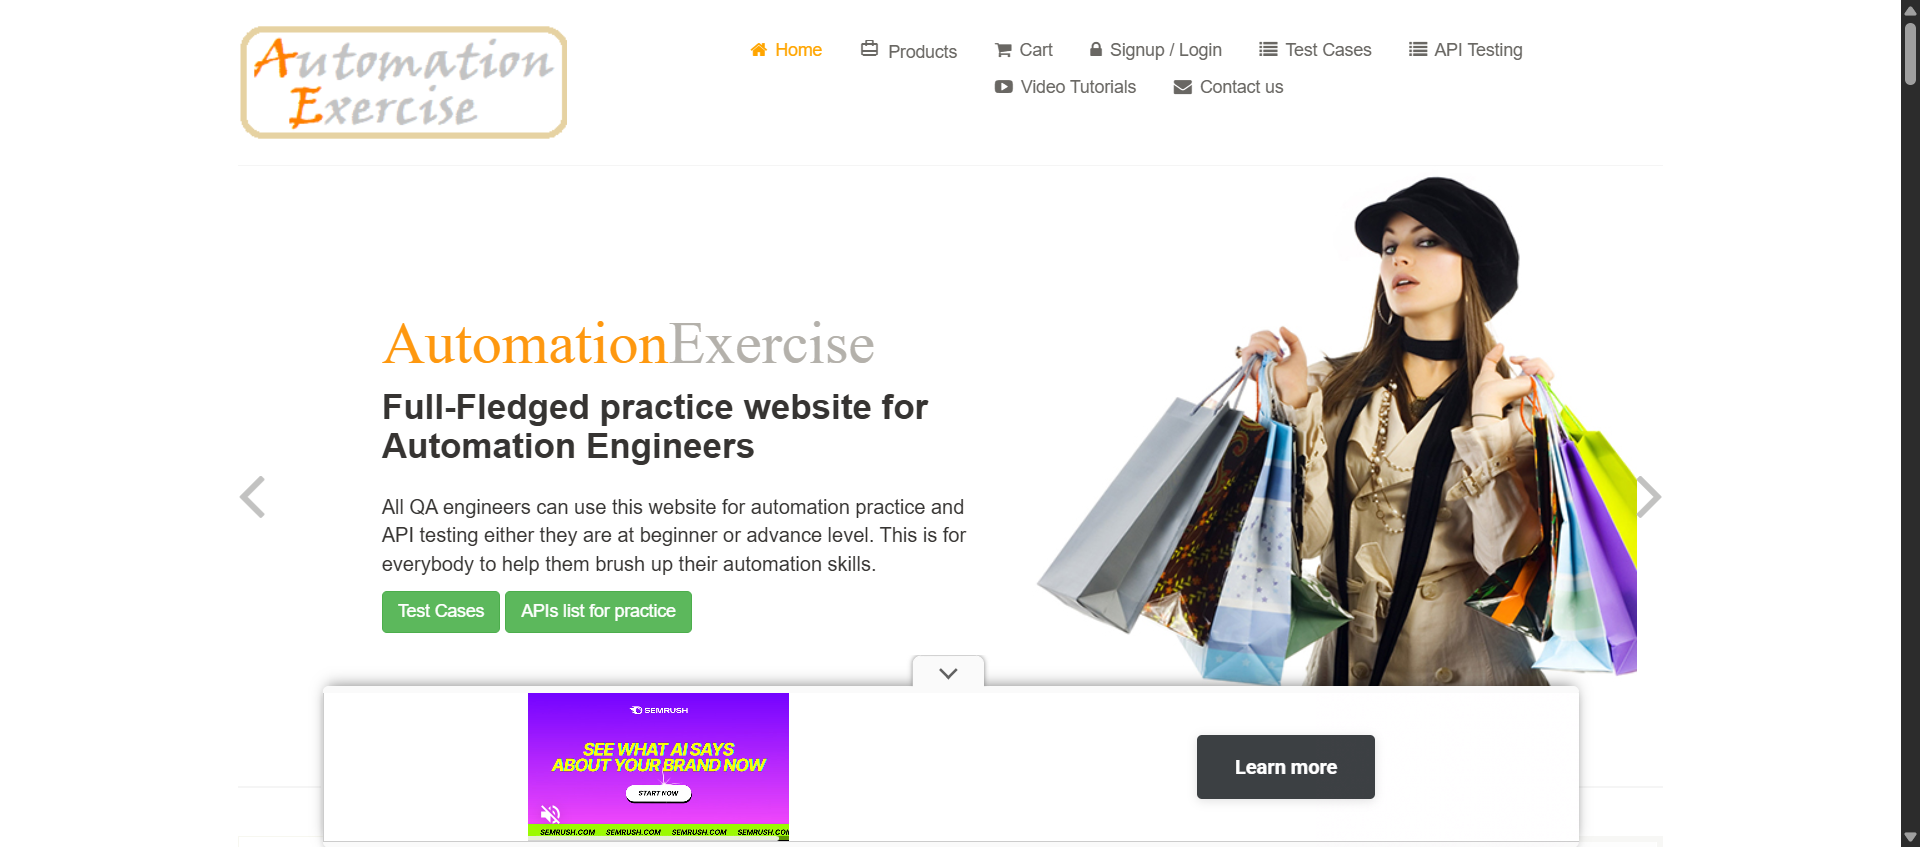 Automation
Exercise
Home
Products
Cart
Signup / Login
Test Cases
API Testing
Video Tutorials
Contact us
AutomationExercise
Full-Fledged practice website for
Automation Engineers
All QA engineers can use this website for automation practice and
API testing either they are at beginner or advance level. This is for
everybody to help them brush up their automation skills.
Test Cases
APIs list for practice
SEMRUSH
SEE WHAT AI SAYS
ABOUT YOUR BRAND NOW
START NOW
SEMRUSH.COM SEMRUSH.COM SEMRUSH.COM SEMRUSH.COM
Learn more